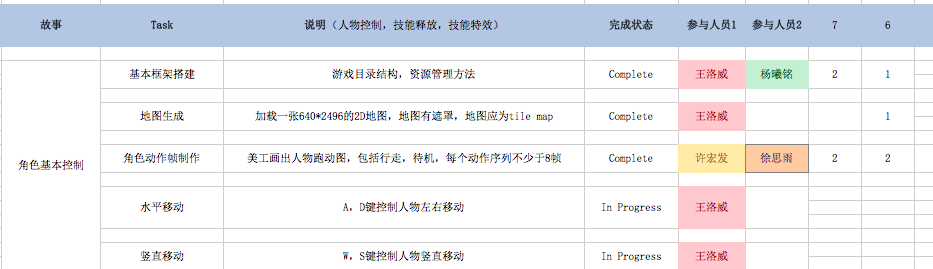 故事 Task 说明（人物控制，技能释放，技能特效） 完成状态 参与人员1 参与人员2 7 6
基本框架搭建 游戏目录结构，资源管理方法 Complete 王洛威 杨曦铭 2 1
地图生成 加载一张640*2496的2D地图，地图有遮罩，地图应为tile map Complete 王洛威 1
角色基本控制 角色动作帧制作 美工画出人物跑动图，包括行走，待机，每个动作序列不少于8帧 Complete 许宏发 徐思雨 2 2
水平移动 A，D键控制人物左右移动 In Progress 王洛威
竖直移动 W，S键控制人物竖直移动 In Progress 王洛威